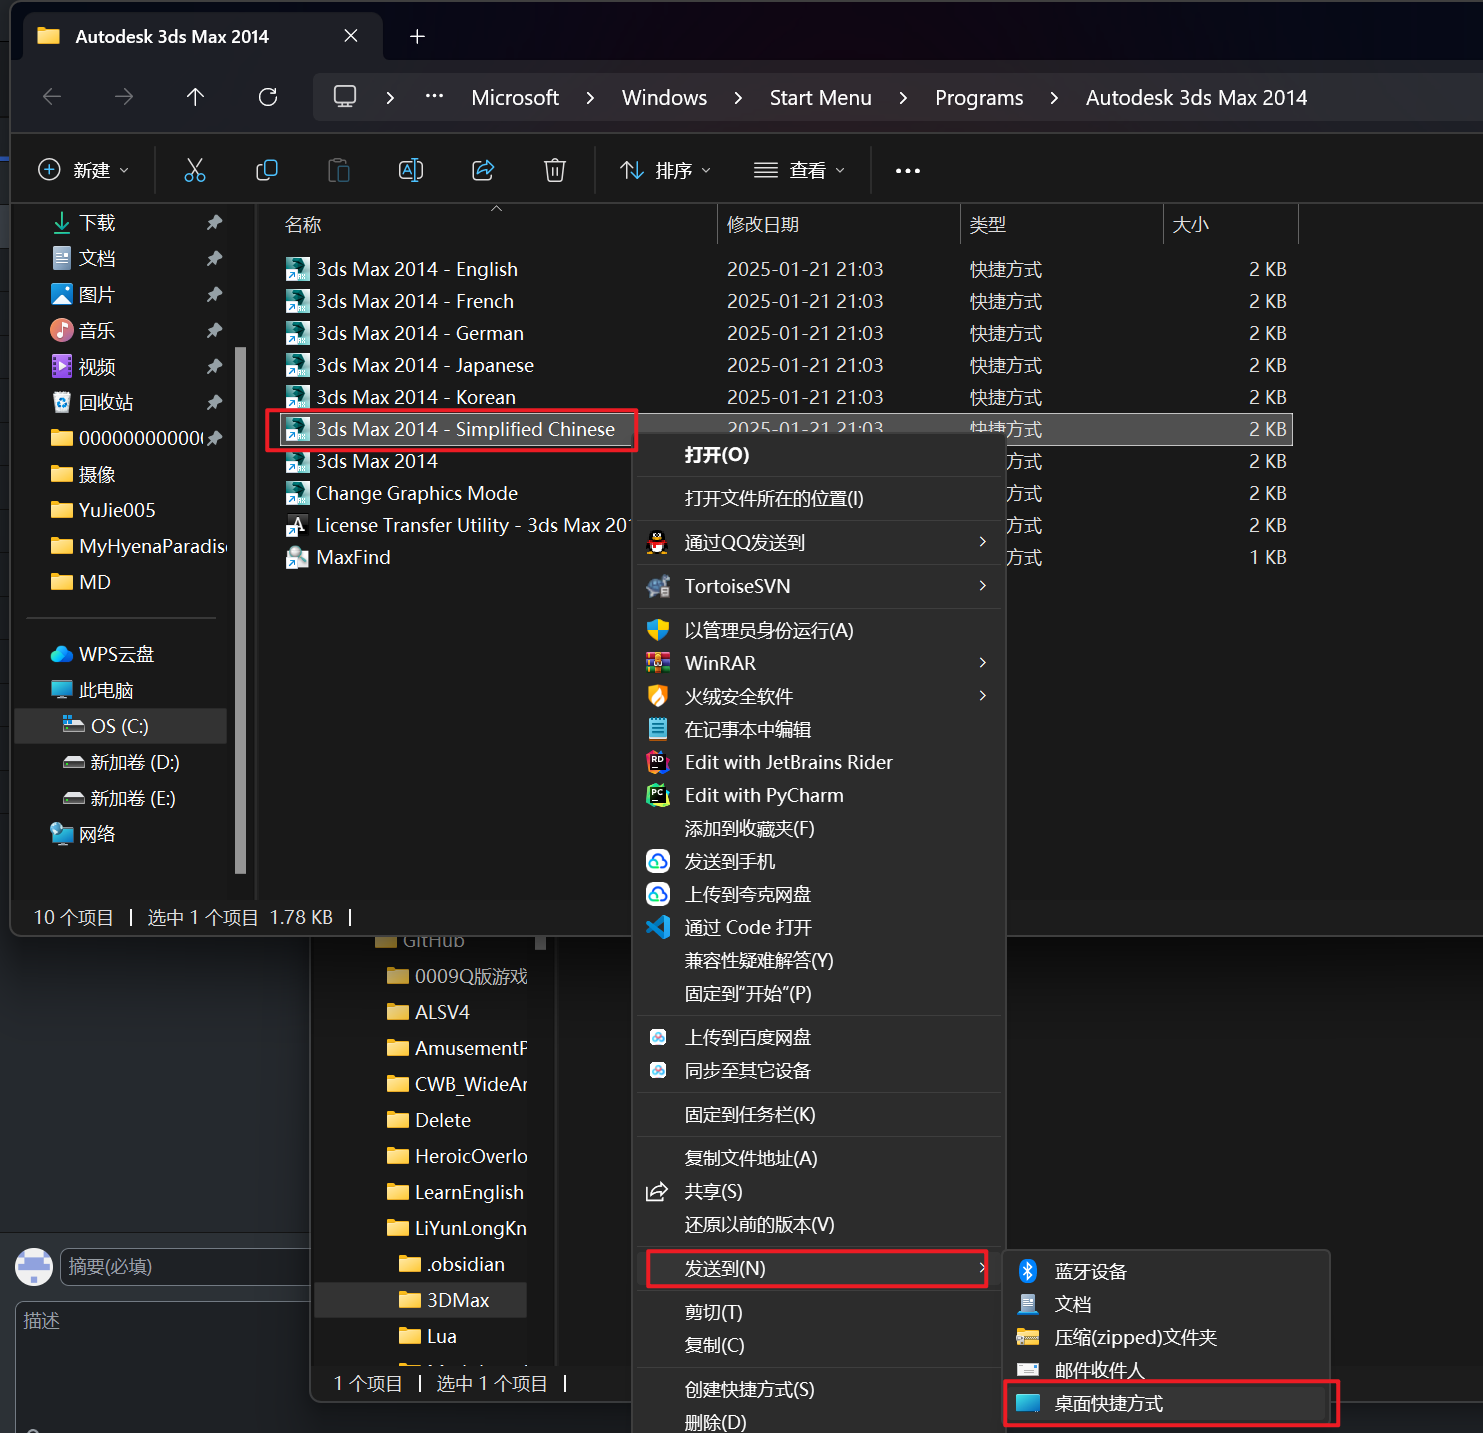 Autodesk 3ds Max 2014
Microsoft > Windows > Start Menu > Programs > Autodesk 3ds Max 2014
新建 排序 查看
名称 修改日期 类型 大小
下载
文档
图片
音乐
视频
回收站
摄像
YuJie005
MD
WPS云盘
此电脑
OS (C:)
新加卷 (D:)
新加卷 (E:)
网络
3ds Max 2014 - English 2025-01-21 21:03 快捷方式 2 KB
3ds Max 2014 - French 2025-01-21 21:03 快捷方式 2 KB
3ds Max 2014 - German 2025-01-21 21:03 快捷方式 2 KB
3ds Max 2014 - Japanese 2025-01-21 21:03 快捷方式 2 KB
3ds Max 2014 - Korean 2025-01-21 21:03 快捷方式 2 KB
3ds Max 2014 - Simplified Chinese 2025-01-21 21:03 快捷方式 2 KB
3ds Max 2014 方式 2 KB
Change Graphics Mode 方式 2 KB
License Transfer Utility - 3ds Max 201 方式 2 KB
MaxFind 方式 1 KB
10 个项目 | 选中 1 个项目 1.78 KB |
打开(O)
打开文件所在的位置(I)
通过QQ发送到
TortoiseSVN
以管理员身份运行(A)
WinRAR
火绒安全软件
在记事本中编辑
Edit with JetBrains Rider
Edit with PyCharm
添加到收藏夹(F)
发送到手机
上传到夸克网盘
通过 Code 打开
兼容性疑难解答(Y)
固定到“开始”(P)
上传到百度网盘
同步至其它设备
固定到任务栏(K)
复制文件地址(A)
共享(S)
还原以前的版本(V)
发送到(N)
剪切(T)
复制(C)
创建快捷方式(S)
删除(D)
蓝牙设备
文档
压缩(zipped)文件夹
邮件收件人
桌面快捷方式
GitHub
0009Q版游戏
ALSV4
AmusementP
CWB_WideAr
Delete
HeroicOverlo
LearnEnglish
LiYunLongKn
.obsidian
3DMax
Lua
1 个项目 | 选中 1 个项目 |
摘要(必填)
描述